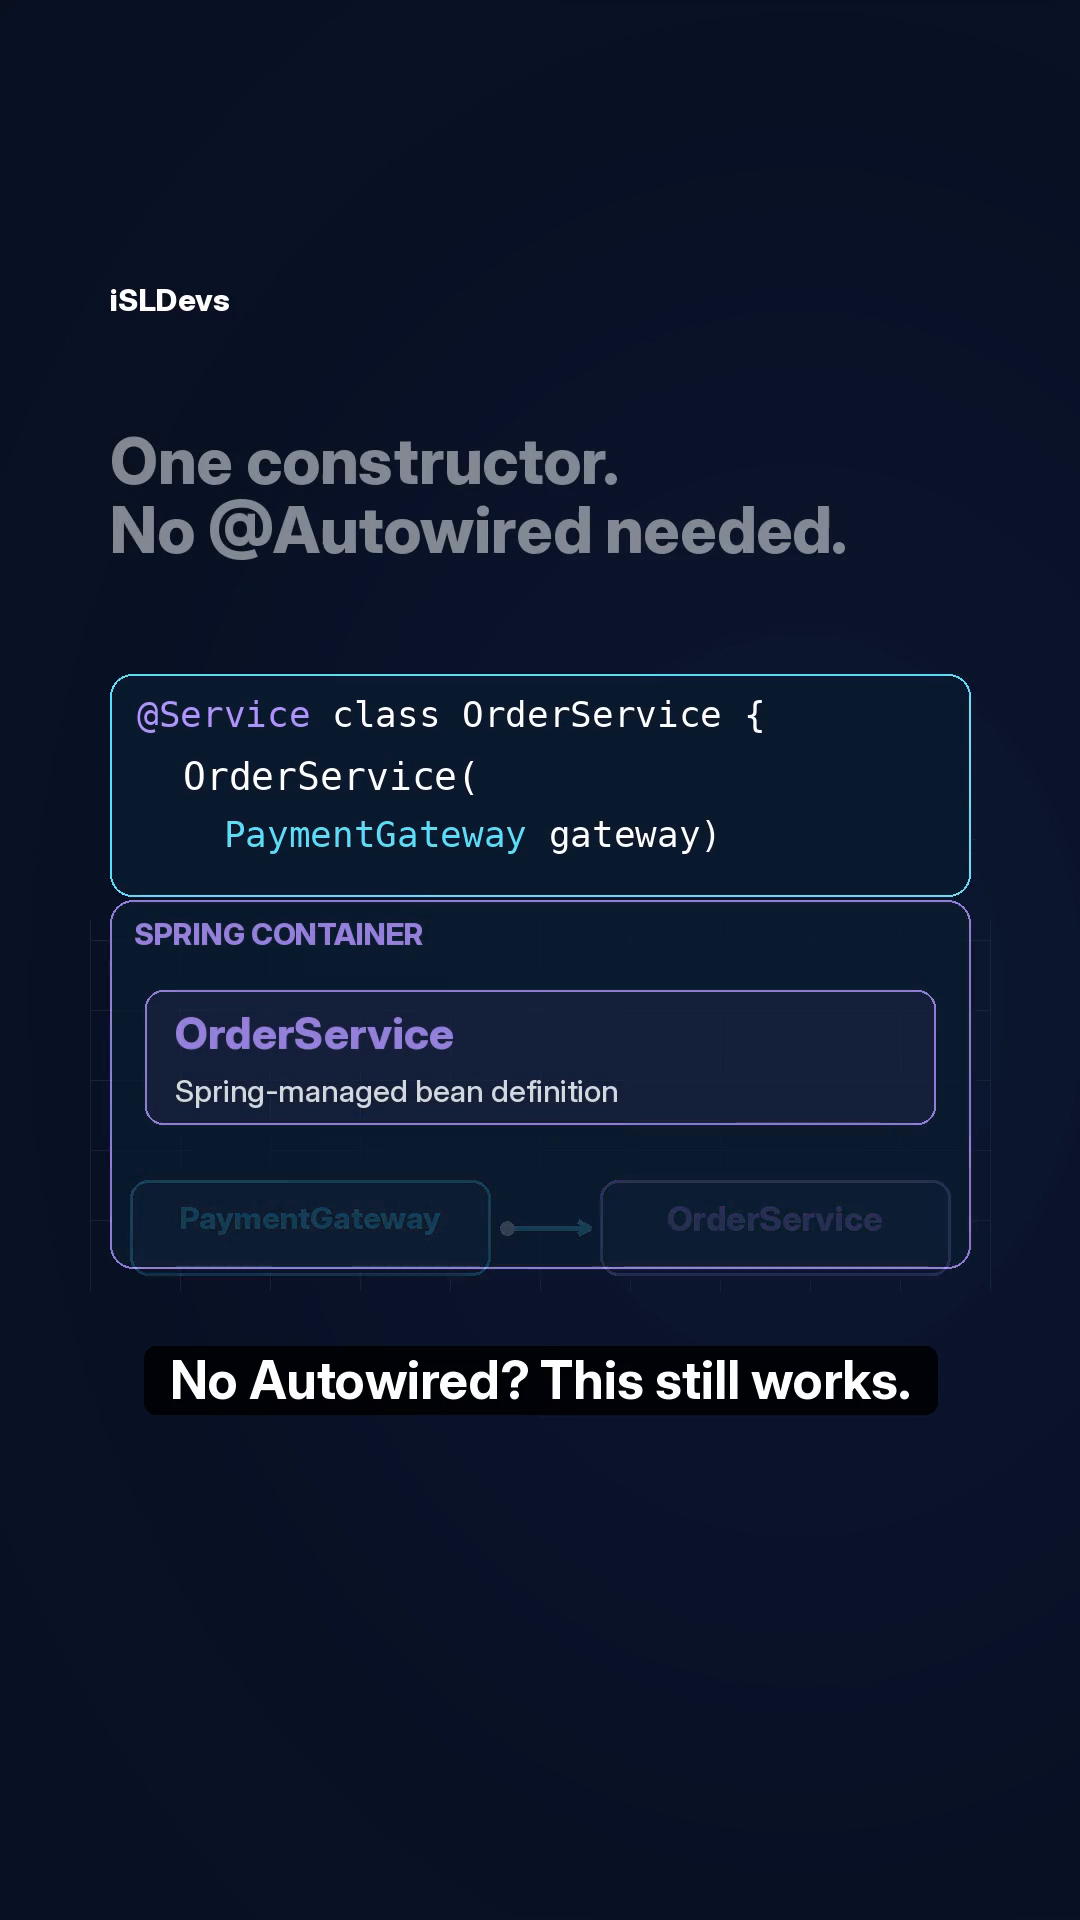 iSLDevs
One constructor.
No @Autowired needed.
@Service class OrderService {
OrderService(
PaymentGateway gateway)
SPRING CONTAINER
OrderService
Spring-managed bean definition
PaymentGateway
OrderService
No Autowired? This still works.